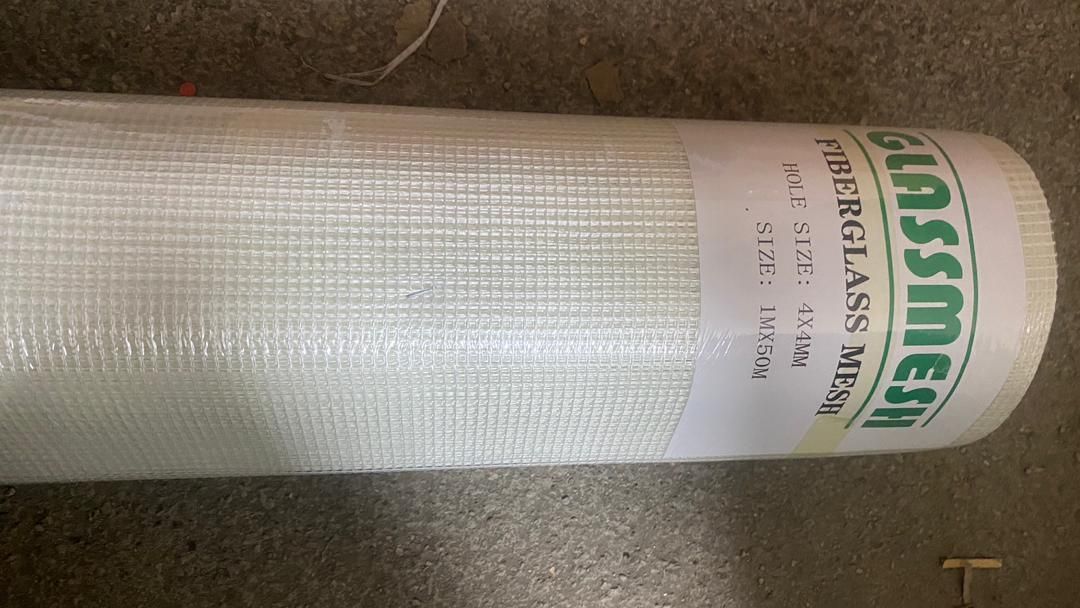 GLASSMESH
FIBERGLASS MESH
HOLE SIZE: 4X4MM
SIZE: 1MX50M